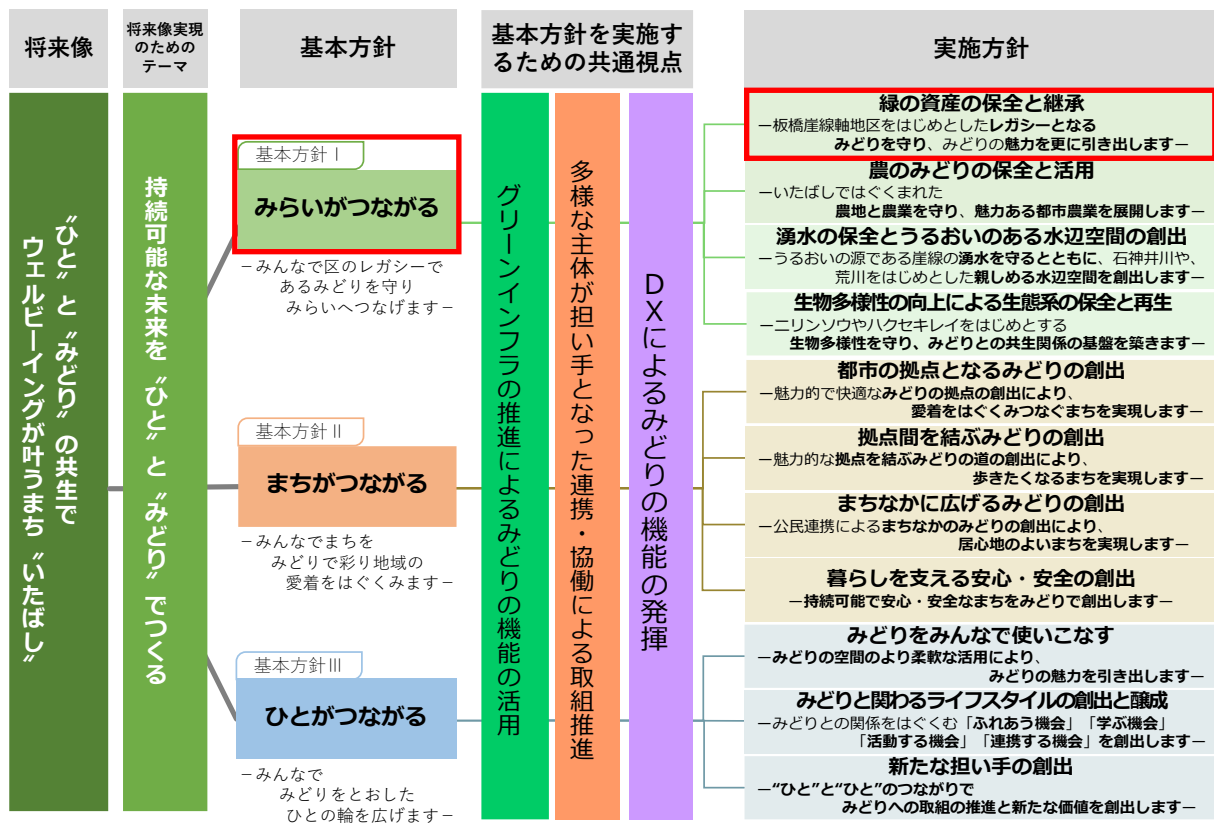 将来像
将来像実現
のための
テーマ
基本方針
基本方針を実施す
るための共通視点
実施方針
〝ひと〟と〝みどり〟の共生で
ウェルビーイングが叶うまち〝いたばし〟
持続可能な未来を〝ひと〟と〝みどり〟でつくる
基本方針Ⅰ
みらいがつながる
－みんなで区のレガシーで
あるみどりを守り
みらいへつなげます－
基本方針Ⅱ
まちがつながる
－みんなでまちを
みどりで彩り地域の
愛着をはぐくみます－
基本方針Ⅲ
ひとがつながる
－みんなで
みどりをとおした
ひとの輪を広げます－
グリーンインフラの推進によるみどりの機能の活用
多様な主体が担い手となった連携・協働による取組推進
DXによるみどりの機能の発揮
緑の資産の保全と継承
－板橋崖線軸地区をはじめとしたレガシーとなる
みどりを守り、みどりの魅力を更に引き出します－
農のみどりの保全と活用
－いたばしではぐくまれた
農地と農業を守り、魅力ある都市農業を展開します－
湧水の保全とうるおいのある水辺空間の創出
－うるおいの源である崖線の湧水を守るとともに、石神井川や、
荒川をはじめとした親しめる水辺空間を創出します－
生物多様性の向上による生態系の保全と再生
－ニリンソウやハクセキレイをはじめとする
生物多様性を守り、みどりとの共生関係の基盤を築きます－
都市の拠点となるみどりの創出
－魅力的で快適なみどりの拠点の創出により、
愛着をはぐくみつなぐまちを実現します－
拠点間を結ぶみどりの創出
－魅力的な拠点を結ぶみどりの道の創出により、
歩きたくなるまちを実現します－
まちなかに広げるみどりの創出
－公民連携によるまちなかのみどりの創出により、
居心地のよいまちを実現します－
暮らしを支える安心・安全の創出
－持続可能で安心・安全なまちをみどりで創出します－
みどりをみんなで使いこなす
－みどりの空間のより柔軟な活用により、
みどりの魅力を引き出します－
みどりと関わるライフスタイルの創出と醸成
－みどりとの関係をはぐくむ「ふれあう機会」「学ぶ機会」
「活動する機会」「連携する機会」を創出します－
新たな担い手の創出
－“ひと”と“ひと”のつながりで
みどりへの取組の推進と新たな価値を創出します－